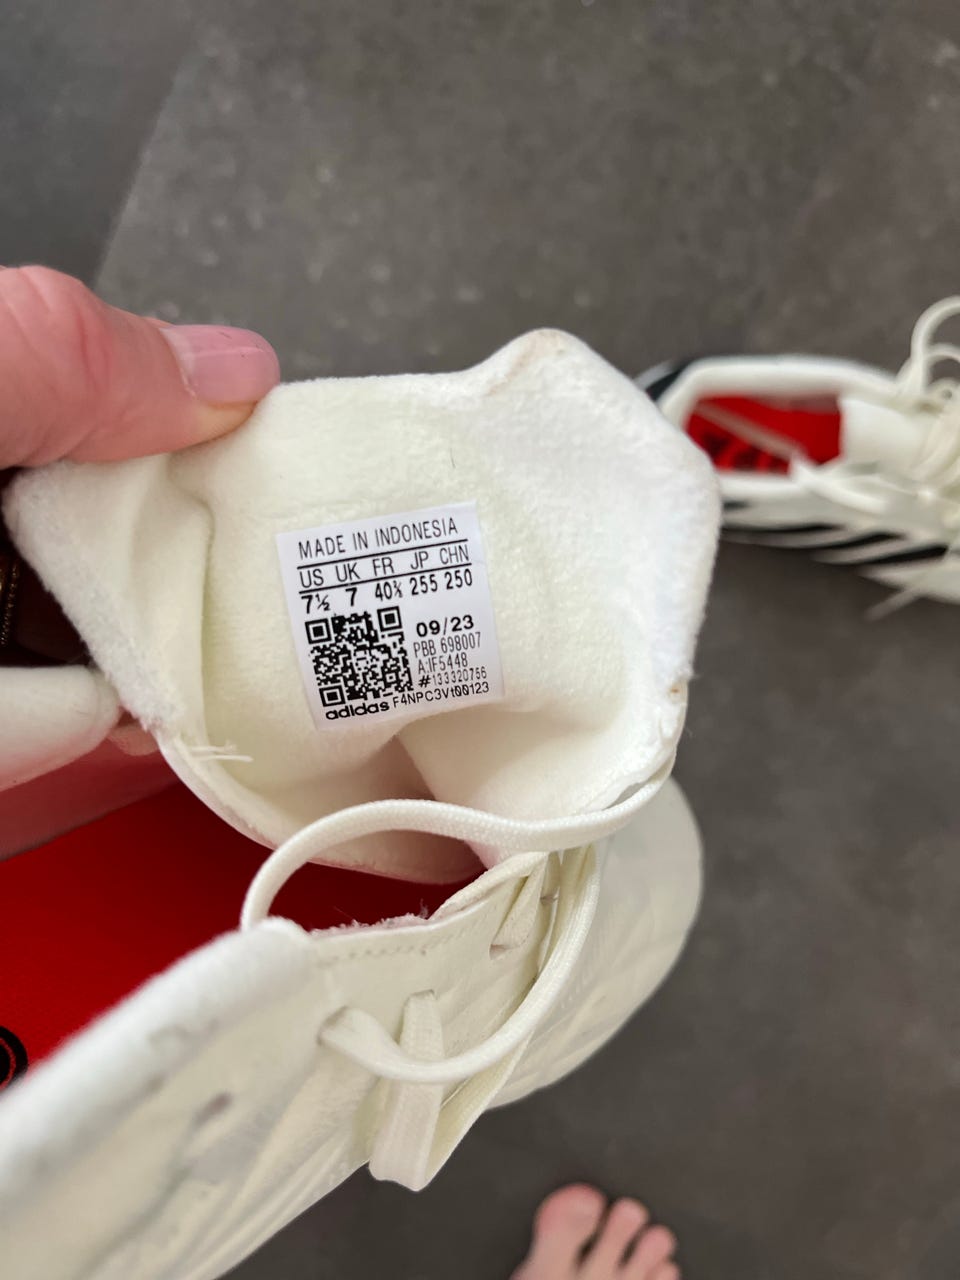 MADE IN INDONESIA
US UK FR JP CHN
7½ 7 40⅔ 255 250
09/23
PBB 698007
A:IF5448
#133320756
adidas F4NPC3Vt00123